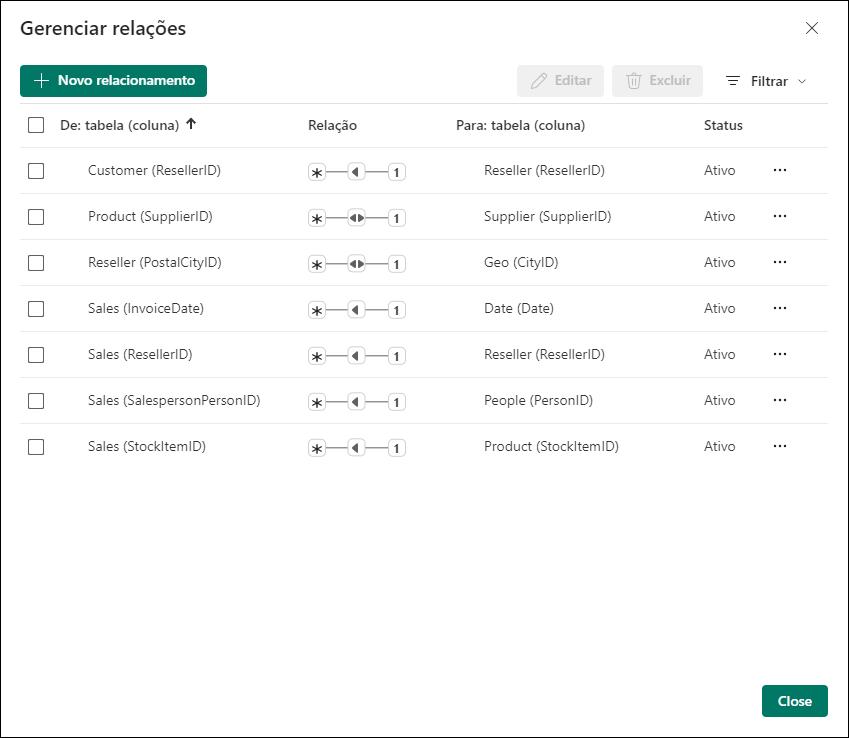 Gerenciar relações
Novo relacionamento Editar Excluir Filtrar
De: tabela (coluna) ↑ Relação Para: tabela (coluna) Status
Customer (ResellerID) * 1 Reseller (ResellerID) Ativo ...
Product (SupplierID) * 1 Supplier (SupplierID) Ativo ...
Reseller (PostalCityID) * 1 Geo (CityID) Ativo ...
Sales (InvoiceDate) * 1 Date (Date) Ativo ...
Sales (ResellerID) * 1 Reseller (ResellerID) Ativo ...
Sales (SalespersonPersonID) * 1 People (PersonID) Ativo ...
Sales (StockItemID) * 1 Product (StockItemID) Ativo ...
Close